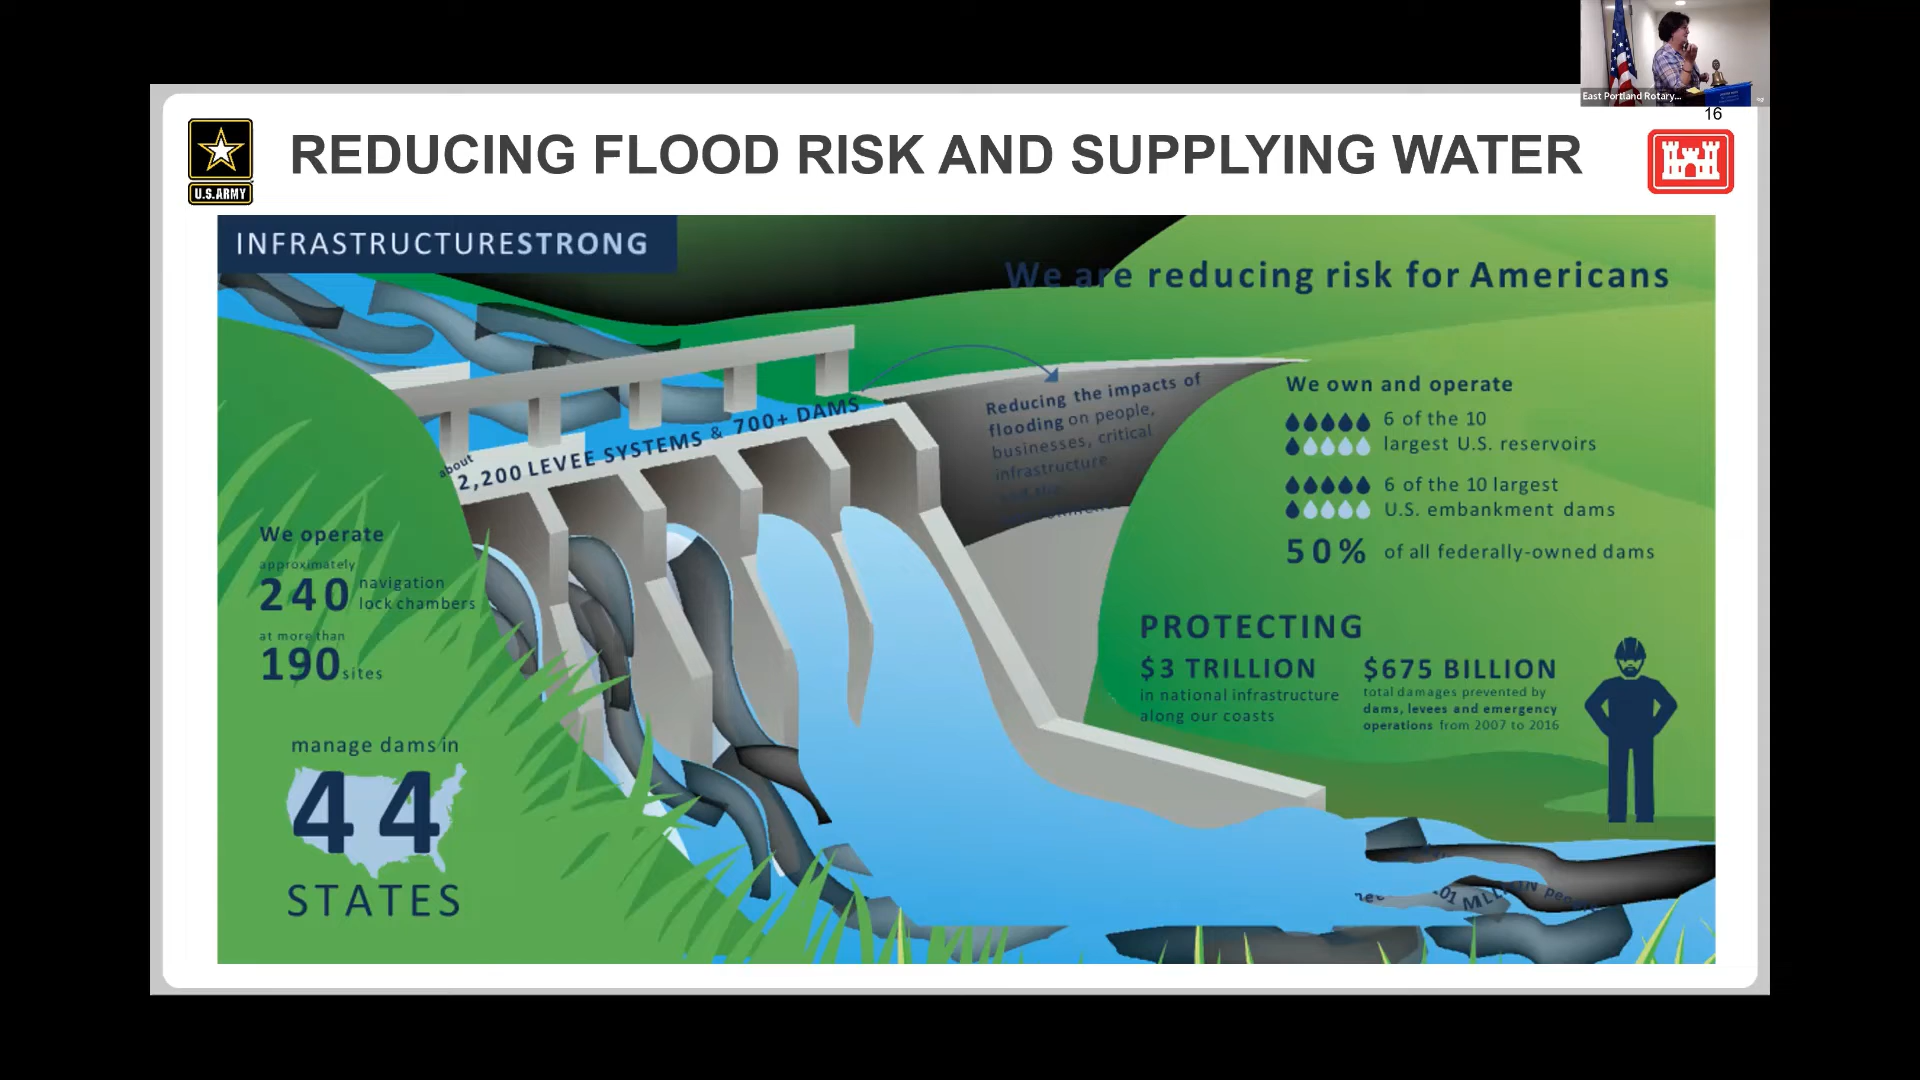 East Portland Rotary...
16
U.S.ARMY
REDUCING FLOOD RISK AND SUPPLYING WATER
INFRASTRUCTURESTRONG
We are reducing risk for Americans
about
2,200 LEVEE SYSTEMS & 700+ DAMS
Reducing the impacts of
flooding on people,
businesses, critical
infrastructure
and the
We own and operate
6 of the 10
largest U.S. reservoirs
6 of the 10 largest
U.S. embankment dams
50% of all federally-owned dams
We operate
approximately
240 navigation
lock chambers
at more than
190 sites
manage dams in
44
STATES
PROTECTING
$3 TRILLION
in national infrastructure
along our coasts
$675 BILLION
total damages prevented by
dams, levees and emergency
operations from 2007 to 2016